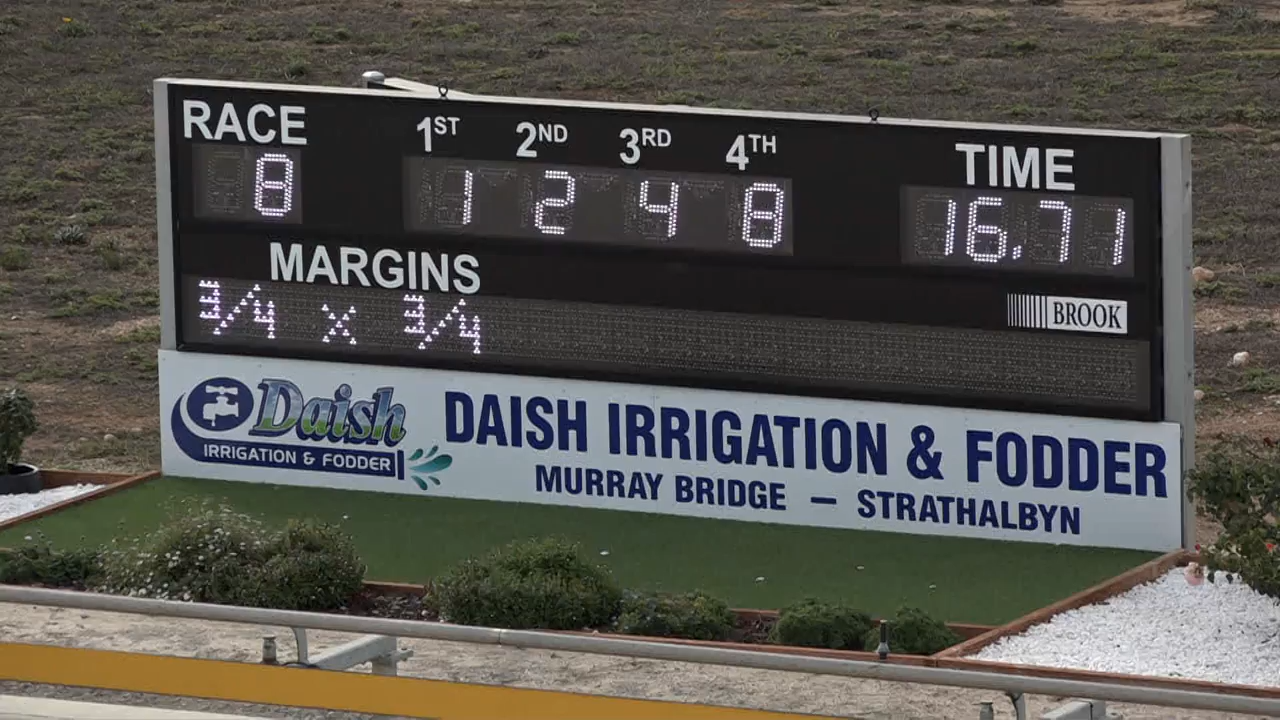 RACE 1ST 2ND 3RD 4TH TIME
8 1 2 4 8 16.71
MARGINS
3/4 X 3/4
BROOK
Daish
IRRIGATION & FODDER
DAISH IRRIGATION & FODDER
MURRAY BRIDGE — STRATHALBYN